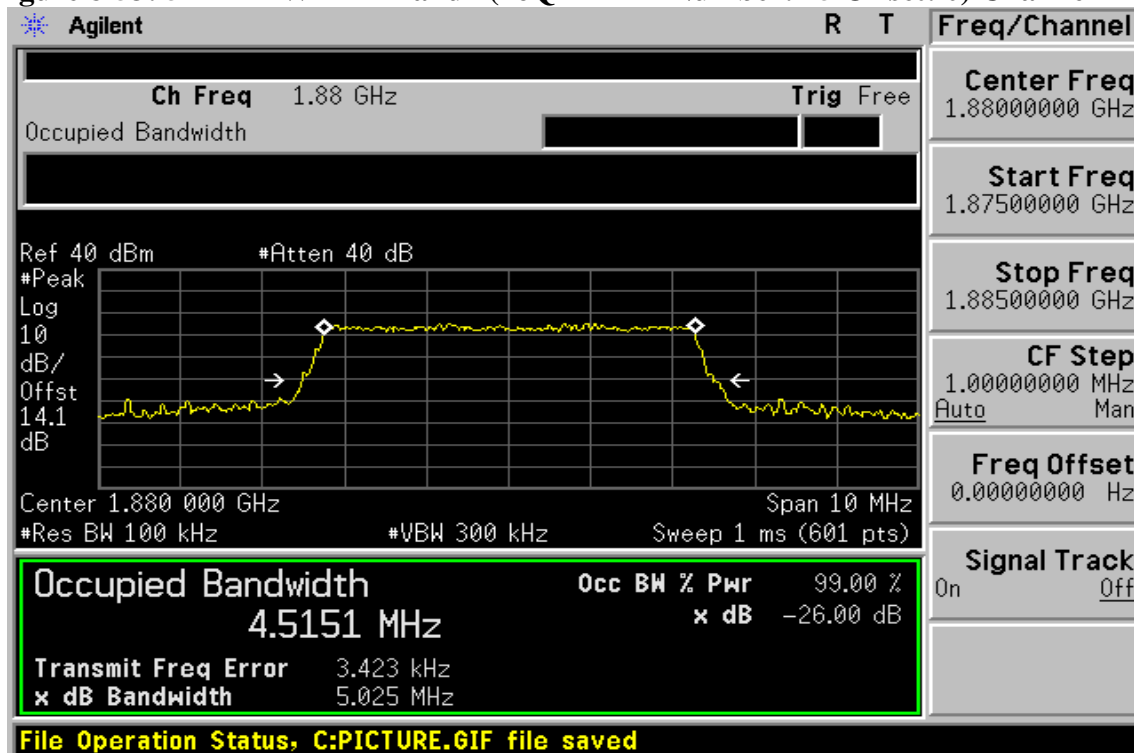 Agilent R T
Freq/Channel
Ch Freq 1.88 GHz Trig Free
Occupied Bandwidth
Center Freq
1.88000000 GHz
Start Freq
1.87500000 GHz
Stop Freq
1.88500000 GHz
CF Step
1.00000000 MHz
Auto Man
Freq Offset
0.00000000 Hz
Signal Track
On Off
Ref 40 dBm #Atten 40 dB
#Peak
Log
10
dB/
Offst
14.1
dB
Center 1.880 000 GHz Span 10 MHz
#Res BW 100 kHz #VBW 300 kHz Sweep 1 ms (601 pts)
Occupied Bandwidth Occ BW % Pwr 99.00 %
4.5151 MHz x dB -26.00 dB
Transmit Freq Error 3.423 kHz
x dB Bandwidth 5.025 MHz
File Operation Status, C:PICTURE.GIF file saved